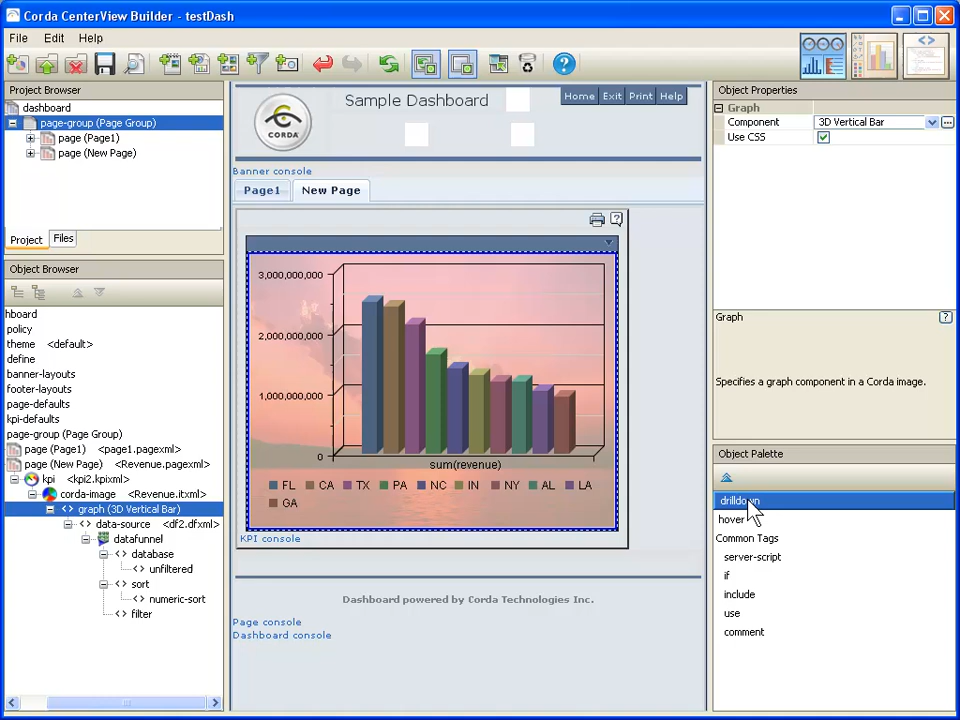 Corda CenterView Builder - testDash
File Edit Help
Project Browser
dashboard
page-group (Page Group)
page (Page1)
page (New Page)
Project Files
Object Browser
hboard
policy
theme <default>
define
banner-layouts
footer-layouts
page-defaults
kpi-defaults
page-group (Page Group)
page (Page1) <page1.pagexml>
page (New Page) <Revenue.pagexml>
kpi <kpi2.kpixml>
corda-image <Revenue.itxml>
<> graph (3D Vertical Bar)
<> data-source <df2.dfxml>
datafunnel
<> database
<> unfiltered
<> sort
<> numeric-sort
<> filter
CORDA
Sample Dashboard
Home Exit Print Help
Banner console
Page1 New Page
3,000,000,000
2,000,000,000
1,000,000,000
0
sum(revenue)
FL CA TX PA NC IN NY AL LA
GA
KPI console
Dashboard powered by Corda Technologies Inc.
Page console
Dashboard console
Object Properties
Graph
Component 3D Vertical Bar
Use CSS
Graph
Specifies a graph component in a Corda image.
Object Palette
drilldown
hover
Common Tags
server-script
if
include
use
comment